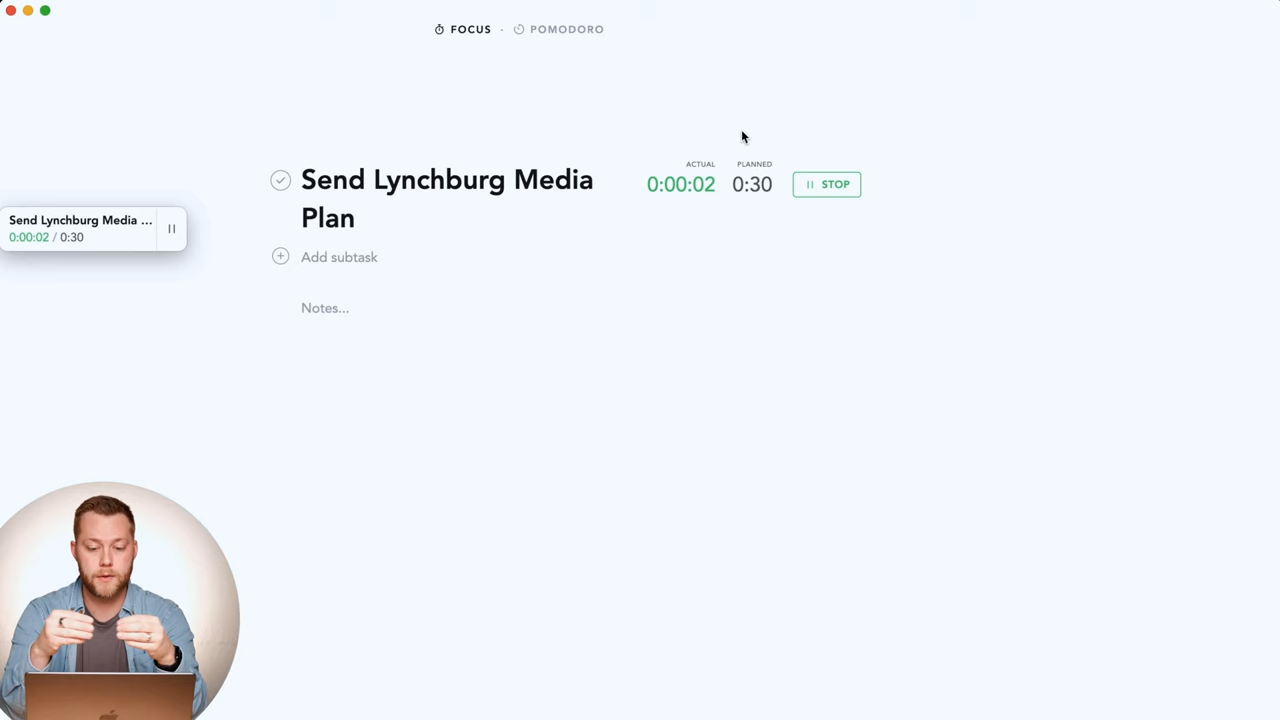 FOCUS · POMODORO
ACTUAL PLANNED
Send Lynchburg Media 0:00:02 0:30 STOP
Plan
Send Lynchburg Media ...
0:00:02 / 0:30
Add subtask
Notes...